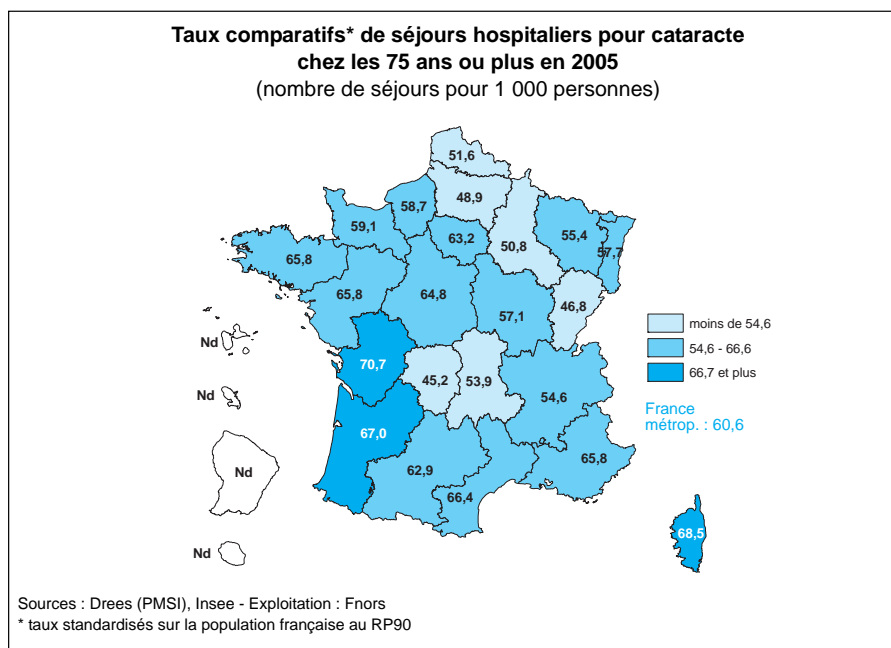 Taux comparatifs* de séjours hospitaliers pour cataracte
chez les 75 ans ou plus en 2005
(nombre de séjours pour 1 000 personnes)
51,6
48,9
58,7
59,1
63,2
50,8
55,4
57,7
65,8
65,8
64,8
57,1
46,8
moins de 54,6
54,6 - 66,6
66,7 et plus
France
métrop. : 60,6
Nd
70,7
45,2
53,9
54,6
Nd
67,0
62,9
66,4
65,8
Nd
68,5
Nd
Sources : Drees (PMSI), Insee - Exploitation : Fnors
* taux standardisés sur la population française au RP90